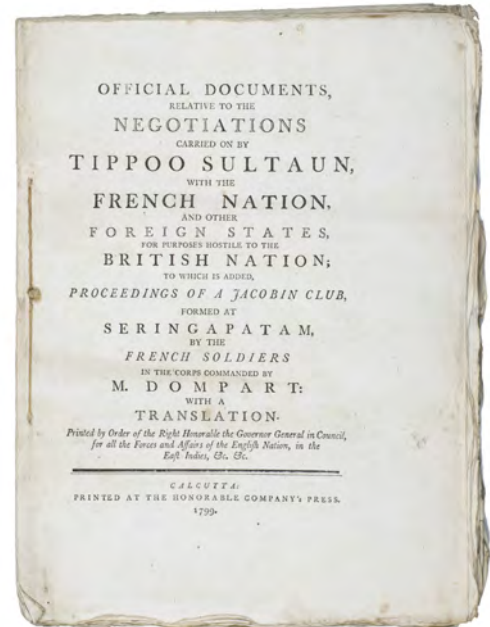 OFFICIAL DOCUMENTS,
RELATIVE TO THE
NEGOTIATIONS
CARRIED ON BY
TIPPOO SULTAUN,
WITH THE
FRENCH NATION,
AND OTHER
FOREIGN STATES,
FOR PURPOSES HOSTILE TO THE
BRITISH NATION;
TO WHICH IS ADDED,
PROCEEDINGS OF A JACOBIN CLUB,
FORMED AT
SERINGAPATAM,
BY THE
FRENCH SOLDIERS
IN THE CORPS COMMANDED BY
M. DOMPART:
WITH A
TRANSLATION.
Printed by Order of the Right Honorable the Governor General in Council,
for all the Forces and Affairs of the Engliſh Nation, in the
Eaſt Indies, &c. &c.
CALCUTTA:
PRINTED AT THE HONORABLE COMPANY's PRESS.
1799.